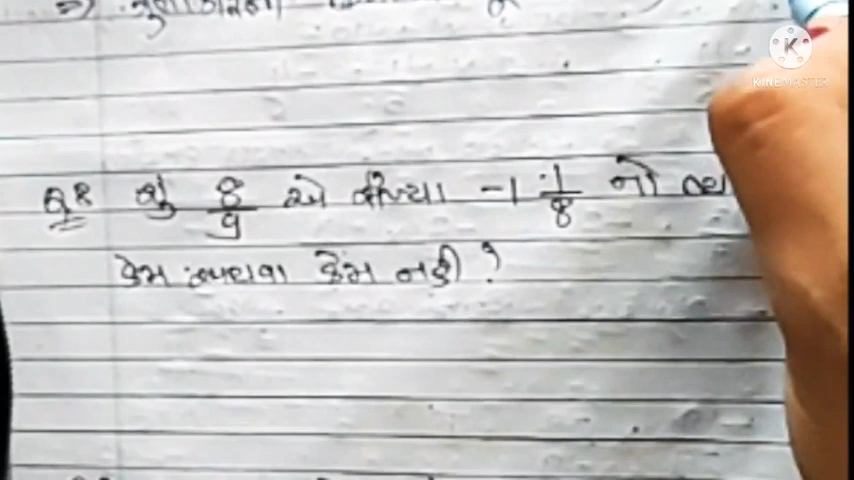 શું 8/9 એ સંખ્યા -1 1/8 નો વ્ય
કેમ અથવા કેમ નહી?
KINEMASTER